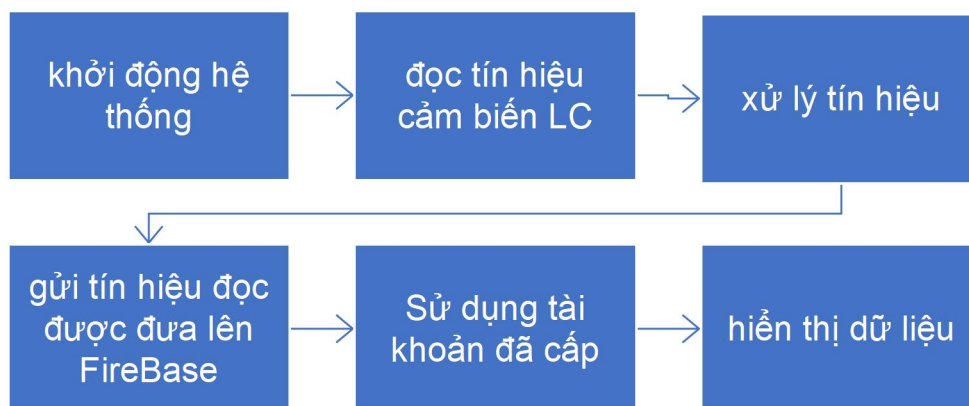 khởi động hệ
thống
đọc tín hiệu
cảm biến LC
xử lý tín hiệu
gửi tín hiệu đọc
được đưa lên
FireBase
Sử dụng tài
khoản đã cấp
hiển thị dữ liệu